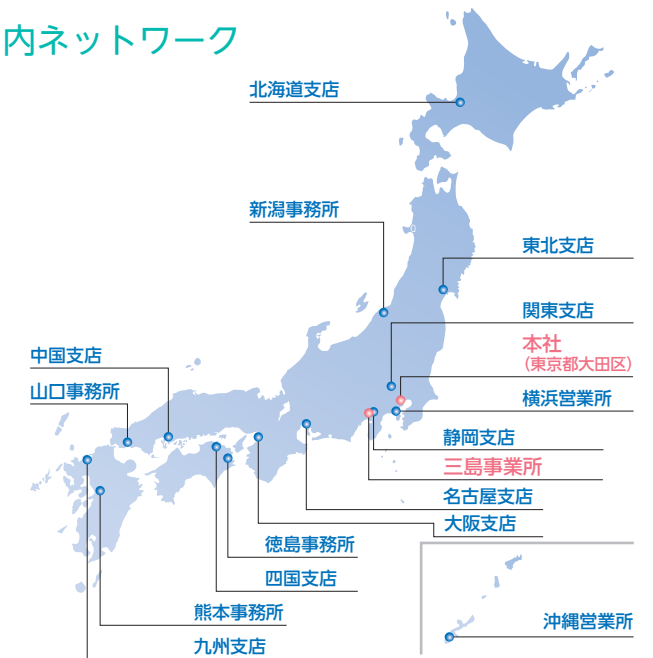 内ネットワーク
北海道支店
新潟事務所
東北支店
関東支店
本社
(東京都大田区)
中国支店
山口事務所
横浜営業所
静岡支店
三島事業所
名古屋支店
大阪支店
徳島事務所
四国支店
熊本事務所
沖縄営業所
九州支店